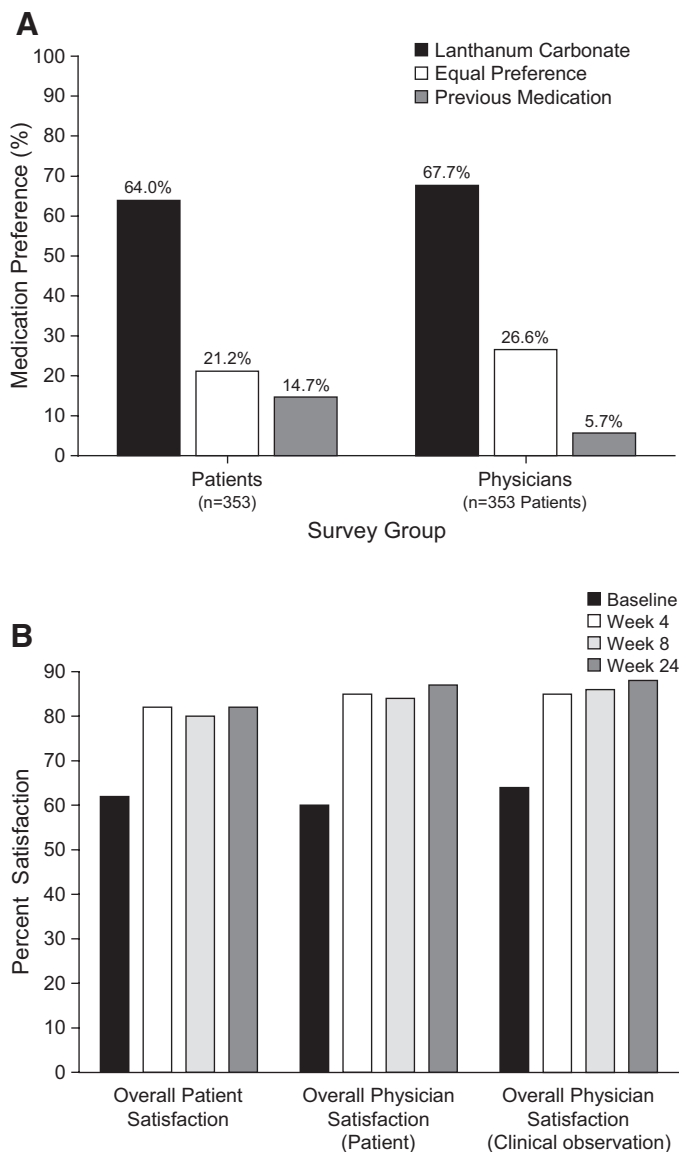 A
Lanthanum Carbonate
Equal Preference
Previous Medication
Medication Preference (%)
100
90
80
70
60
50
40
30
20
10
0
64.0%
21.2%
14.7%
67.7%
26.6%
5.7%
Patients
(n=353)
Physicians
(n=353 Patients)
Survey Group
B
Baseline
Week 4
Week 8
Week 24
Percent Satisfaction
90
80
70
60
50
40
30
20
10
0
Overall Patient
Satisfaction
Overall Physician
Satisfaction
(Patient)
Overall Physician
Satisfaction
(Clinical observation)